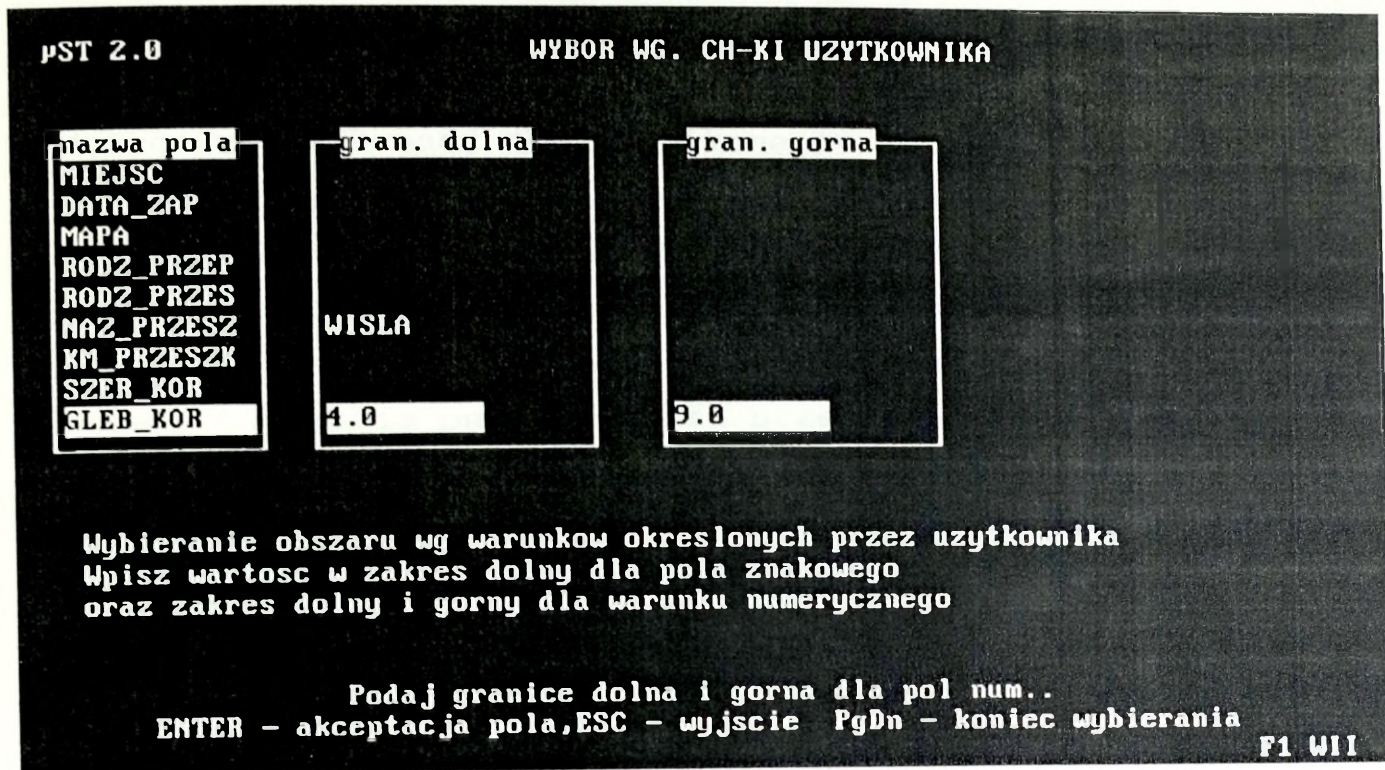 µST 2.0 WYBOR WG. CH-KI UZYTKOWNIKA
nazwa pola gran. dolna gran. gorna
MIEJSC
DATA_ZAP
MAPA
RODZ_PRZEP
RODZ_PRZES
NAZ_PRZESZ WISLA
KM_PRZESZK
SZER_KOR
GLEB_KOR 4.0 9.0
Wybieranie obszaru wg warunkow okreslonych przez uzytkownika
Wpisz wartosc w zakres dolny dla pola znakowego
oraz zakres dolny i gorny dla warunku numerycznego
Podaj granice dolna i gorna dla pol num..
ENTER - akceptacja pola,ESC - wyjscie PgDn - koniec wybierania
F1 WII